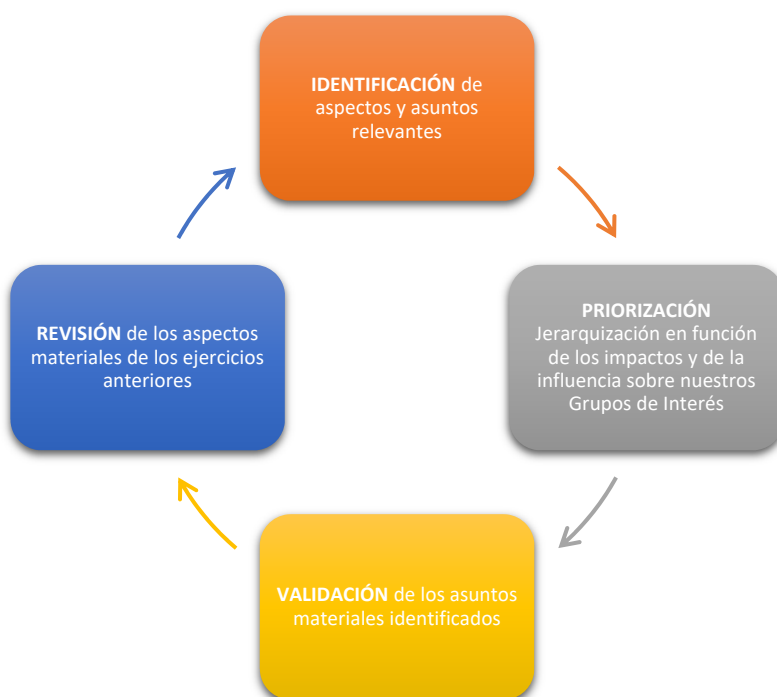 IDENTIFICACIÓN de
aspectos y asuntos
relevantes
PRIORIZACIÓN
Jerarquización en función
de los impactos y de la
influencia sobre nuestros
Grupos de Interés
VALIDACIÓN de los asuntos
materiales identificados
REVISIÓN de los aspectos
materiales de los ejercicios
anteriores